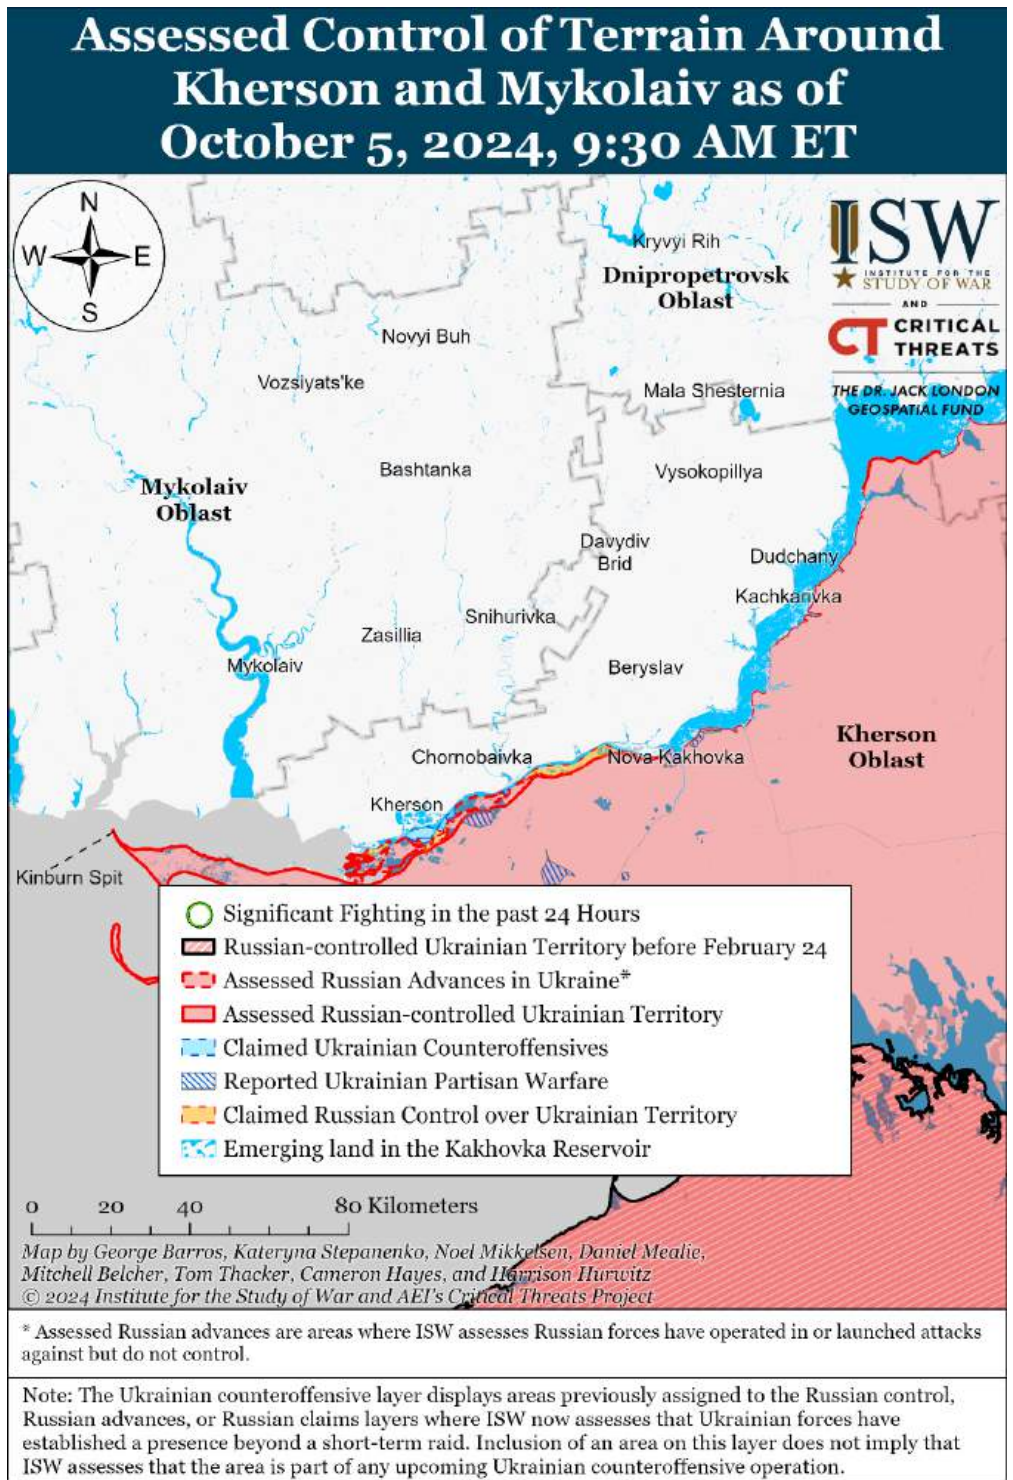 Assessed Control of Terrain Around
Kherson and Mykolaiv as of
October 5, 2024, 9:30 AM ET
N
W
E
S
ISW
INSTITUTE FOR THE
STUDY OF WAR
AND
CT CRITICAL
THREATS
THE DR. JACK LONDON
GEOSPATIAL FUND
Kryvyi Rih
Dnipropetrovsk
Oblast
Novyi Buh
Vozsiyats'ke
Mala Shesternia
Bashtanka
Vysokopillya
Mykolaiv
Oblast
Davydiv
Brid
Dudchany
Kachkarivka
Snihurivka
Zasillia
Mykolaiv
Beryslav
Kherson
Oblast
Chornobaivka
Nova Kakhovka
Kherson
Kinburn Spit
Significant Fighting in the past 24 Hours
Russian-controlled Ukrainian Territory before February 24
Assessed Russian Advances in Ukraine*
Assessed Russian-controlled Ukrainian Territory
Claimed Ukrainian Counteroffensives
Reported Ukrainian Partisan Warfare
Claimed Russian Control over Ukrainian Territory
Emerging land in the Kakhovka Reservoir
0 20 40 80 Kilometers
Map by George Barros, Kateryna Stepanenko, Noel Mikkelsen, Daniel Mealie,
Mitchell Belcher, Tom Thacker, Cameron Hayes, and Harrison Hurwitz
© 2024 Institute for the Study of War and AEI's Critical Threats Project
* Assessed Russian advances are areas where ISW assesses Russian forces have operated in or launched attacks
against but do not control.
Note: The Ukrainian counteroffensive layer displays areas previously assigned to the Russian control,
Russian advances, or Russian claims layers where ISW now assesses that Ukrainian forces have
established a presence beyond a short-term raid. Inclusion of an area on this layer does not imply that
ISW assesses that the area is part of any upcoming Ukrainian counteroffensive operation.